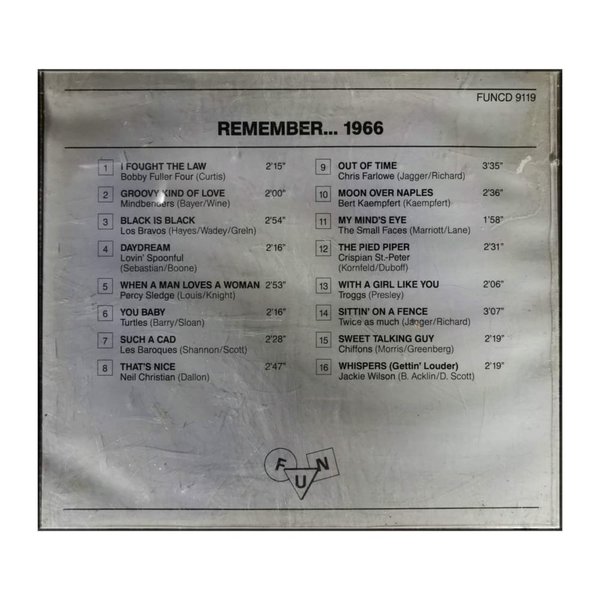 FUNCD 9119
REMEMBER... 1966
1 I FOUGHT THE LAW 2'15"
Bobby Fuller Four (Curtis)
2 GROOVY KIND OF LOVE 2'00"
Mindbenders (Bayer/Wine)
3 BLACK IS BLACK 2'54"
Los Bravos (Hayes/Wadey/Greln)
4 DAYDREAM 2'16"
Lovin' Spoonful
(Sebastian/Boone)
5 WHEN A MAN LOVES A WOMAN 2'53"
Percy Sledge (Louis/Knight)
6 YOU BABY 2'16"
Turtles (Barry/Sloan)
7 SUCH A CAD 2'28"
Les Baroques (Shannon/Scott)
8 THAT'S NICE 2'47"
Neil Christian (Dallon)
9 OUT OF TIME 3'35"
Chris Farlowe (Jagger/Richard)
10 MOON OVER NAPLES 2'36"
Bert Kaempfert (Kaempfert)
11 MY MIND'S EYE 1'58"
The Small Faces (Marriott/Lane)
12 THE PIED PIPER 2'31"
Crispian St.-Peter
(Kornfeld/Duboff)
13 WITH A GIRL LIKE YOU 2'06"
Troggs (Presley)
14 SITTIN' ON A FENCE 3'07"
Twice as much (Jagger/Richard)
15 SWEET TALKING GUY 2'19"
Chiffons (Morris/Greenberg)
16 WHISPERS (Gettin' Louder) 2'19"
Jackie Wilson (B. Acklin/D. Scott)
FUN